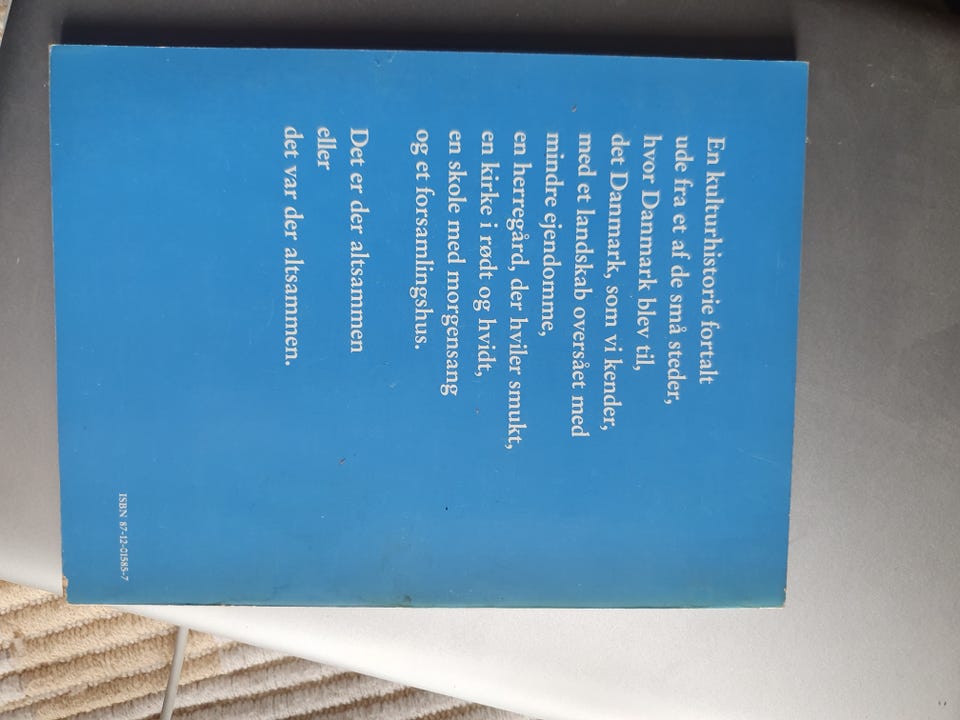 En kulturhistorie fortalt
ude fra et af de små steder,
hvor Danmark blev til,
det Danmark, som vi kender,
med et landskab oversået med
mindre ejendomme,
en herregård, der hviler smukt,
en kirke i rødt og hvidt,
en skole med morgensang
og et forsamlingshus.
Det er der altsammen
eller
det var der altsammen.
ISBN 87-12-01585-7